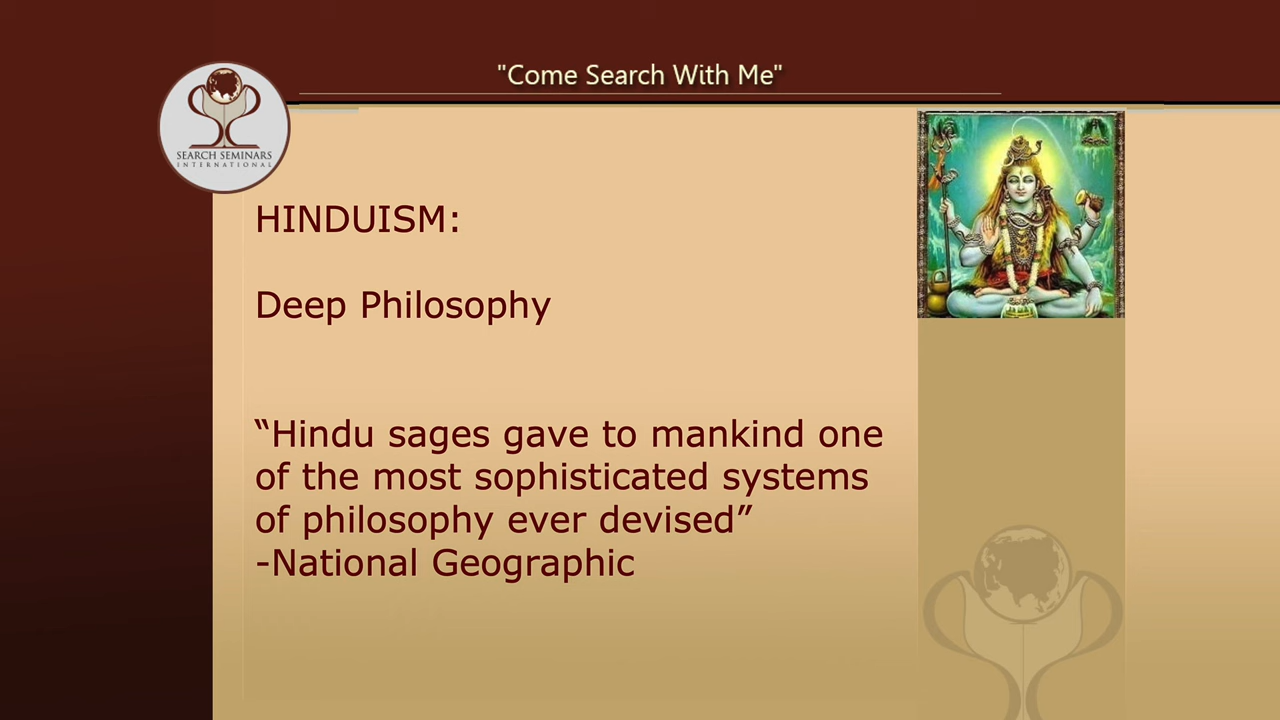 "Come Search With Me"
SEARCH SEMINARS
INTERNATIONAL
HINDUISM:
Deep Philosophy
“Hindu sages gave to mankind one
of the most sophisticated systems
of philosophy ever devised”
-National Geographic